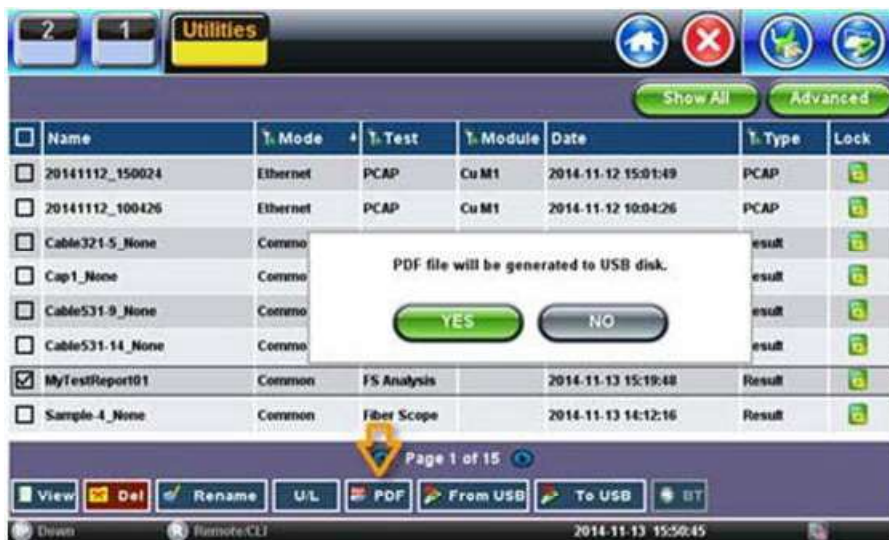 2 1 Utilities
Show All Advanced
Name Mode Test Module Date Type Lock
20141112_150024 Ethernet PCAP Cu M1 2014-11-12 15:01:49 PCAP
20141112_100426 Ethernet PCAP Cu M1 2014-11-12 10:04:26 PCAP
Cable321-5_None Commo esult
Cap1_None Commo esult
Cable531-9_None Commo esult
Cable531-14_None Commo esult
PDF file will be generated to USB disk.
YES NO
MyTestReport01 Common FS Analysis 2014-11-13 15:19:48 Result
Sample-4_None Common Fiber Scope 2014-11-13 14:12:16 Result
Page 1 of 15
View Del Rename U/L PDF From USB To USB BT
IP Down R Remote/CLI 2014-11-13 15:50:45